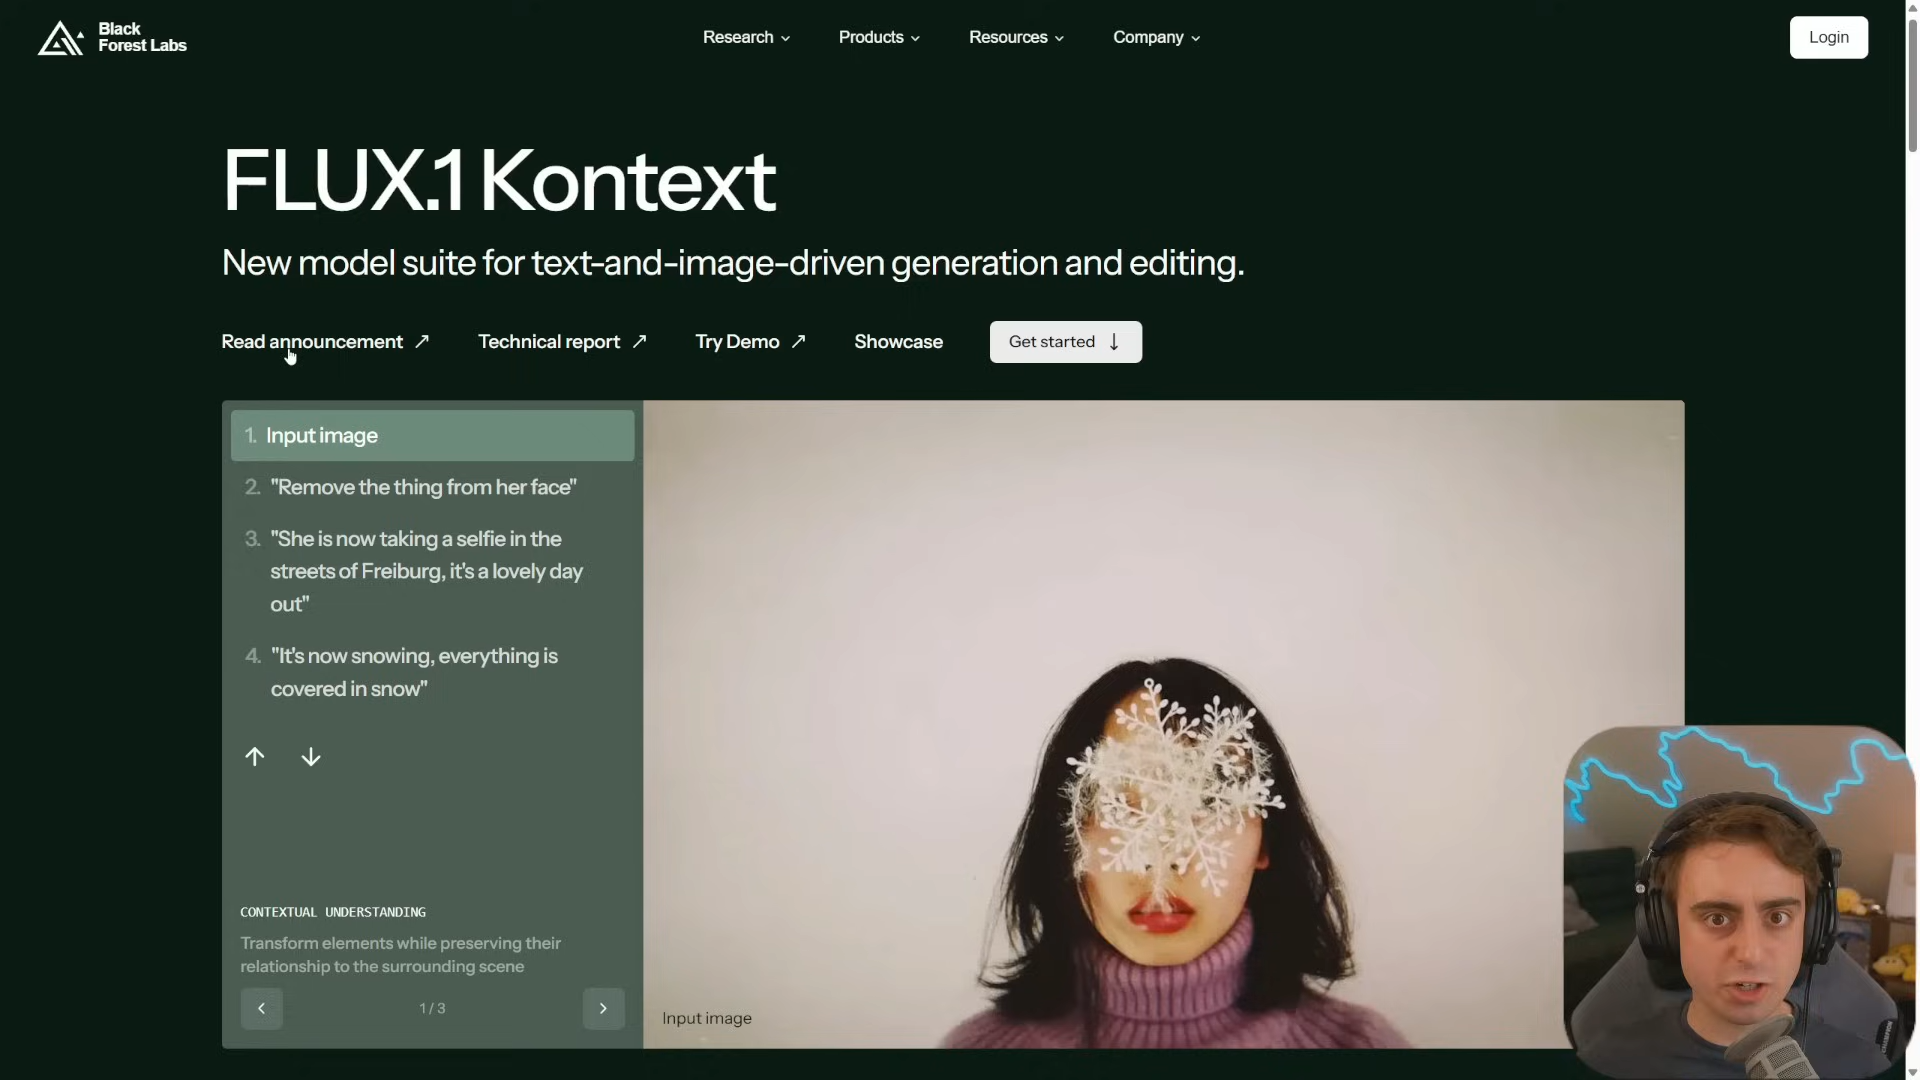 Black
Forest Labs
Research
Products
Resources
Company
Login
FLUX.1 Kontext
New model suite for text-and-image-driven generation and editing.
Read announcement ↗
Technical report ↗
Try Demo ↗
Showcase
Get started ↓
1. Input image
2. "Remove the thing from her face"
3. "She is now taking a selfie in the
streets of Freiburg, it's a lovely day
out"
4. "It's now snowing, everything is
covered in snow"
CONTEXTUAL UNDERSTANDING
Transform elements while preserving their
relationship to the surrounding scene
1 / 3
Input image